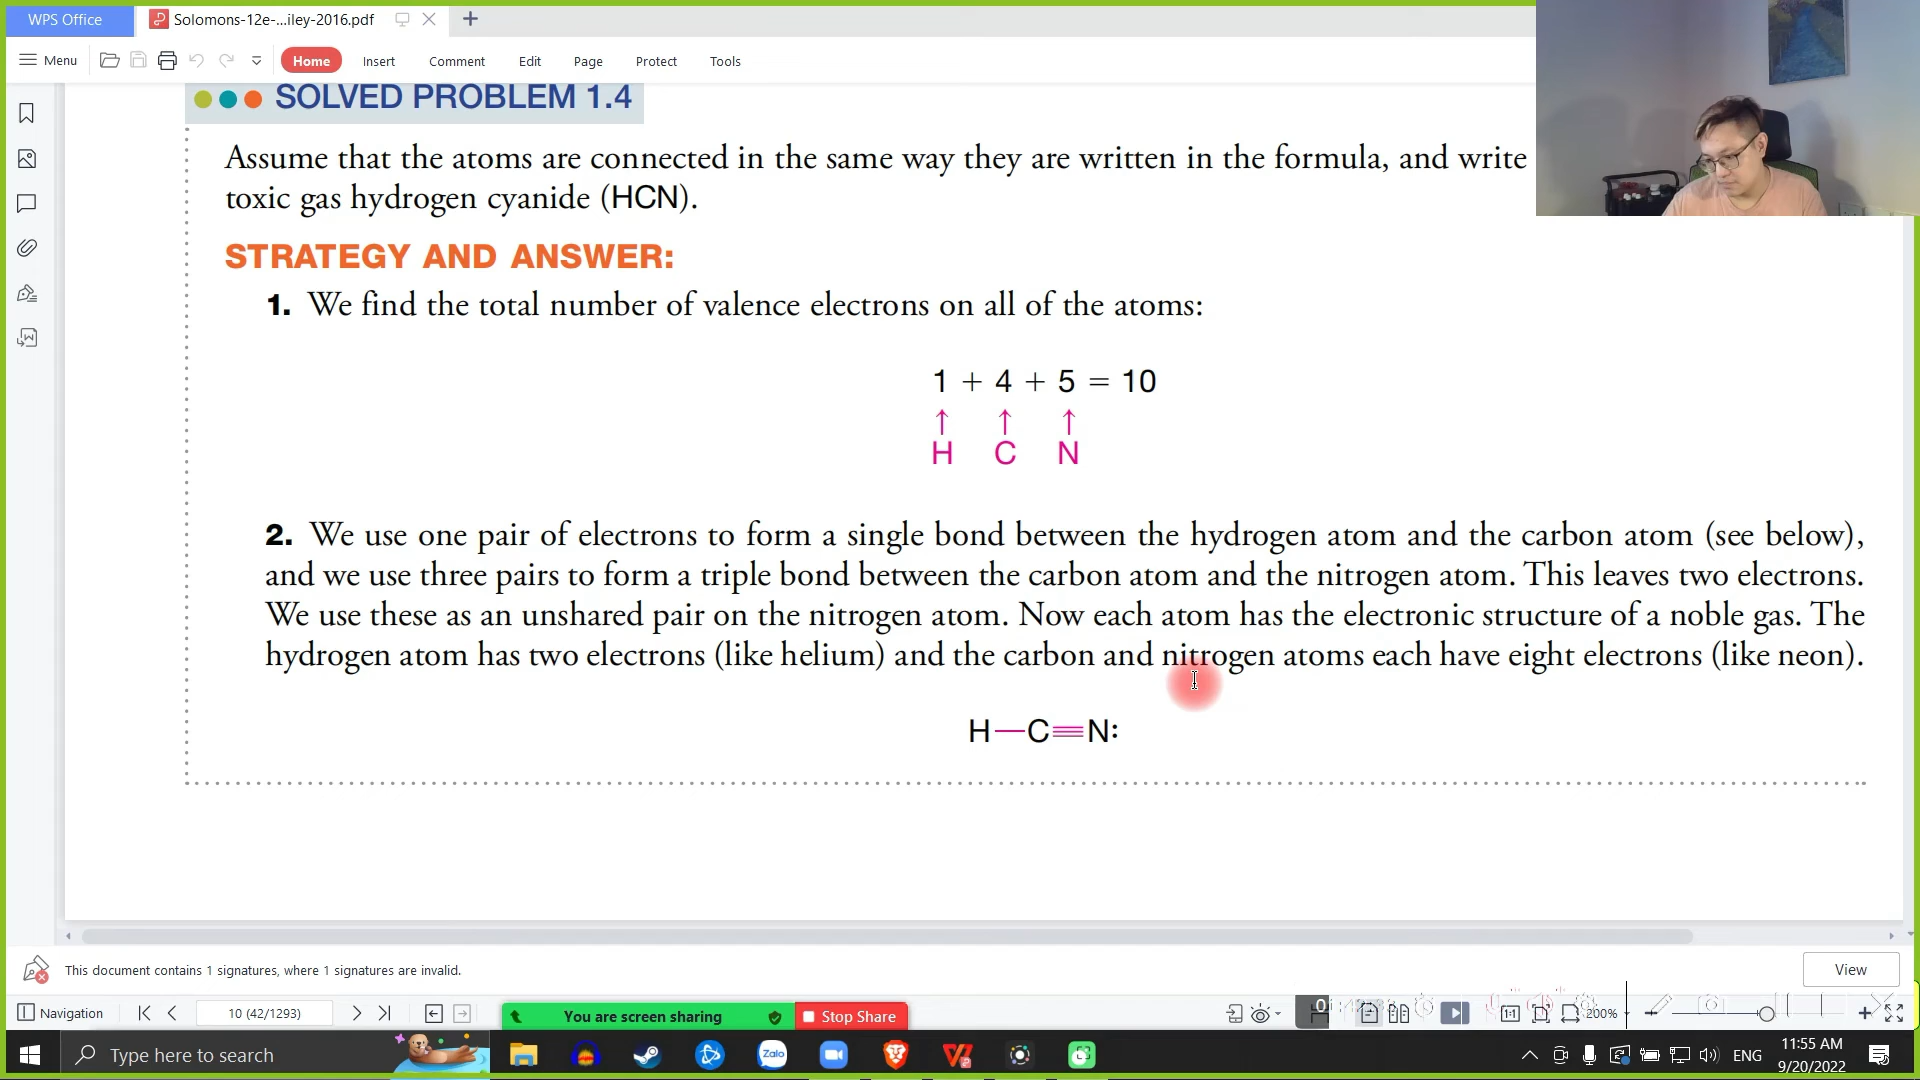 WPS Office
Solomons-12e-...iley-2016.pdf
Menu
Home
Insert
Comment
Edit
Page
Protect
Tools
SOLVED PROBLEM 1.4
Assume that the atoms are connected in the same way they are written in the formula, and write
toxic gas hydrogen cyanide (HCN).
STRATEGY AND ANSWER:
1. We find the total number of valence electrons on all of the atoms:
1 + 4 + 5 = 10
↑ ↑ ↑
H C N
2. We use one pair of electrons to form a single bond between the hydrogen atom and the carbon atom (see below),
and we use three pairs to form a triple bond between the carbon atom and the nitrogen atom. This leaves two electrons.
We use these as an unshared pair on the nitrogen atom. Now each atom has the electronic structure of a noble gas. The
hydrogen atom has two electrons (like helium) and the carbon and nitrogen atoms each have eight electrons (like neon).
H—C≡N:
This document contains 1 signatures, where 1 signatures are invalid.
View
Navigation
10 (42/1293)
You are screen sharing
Stop Share
1:1
200%
Type here to search
Zalo
ENG
11:55 AM
9/20/2022